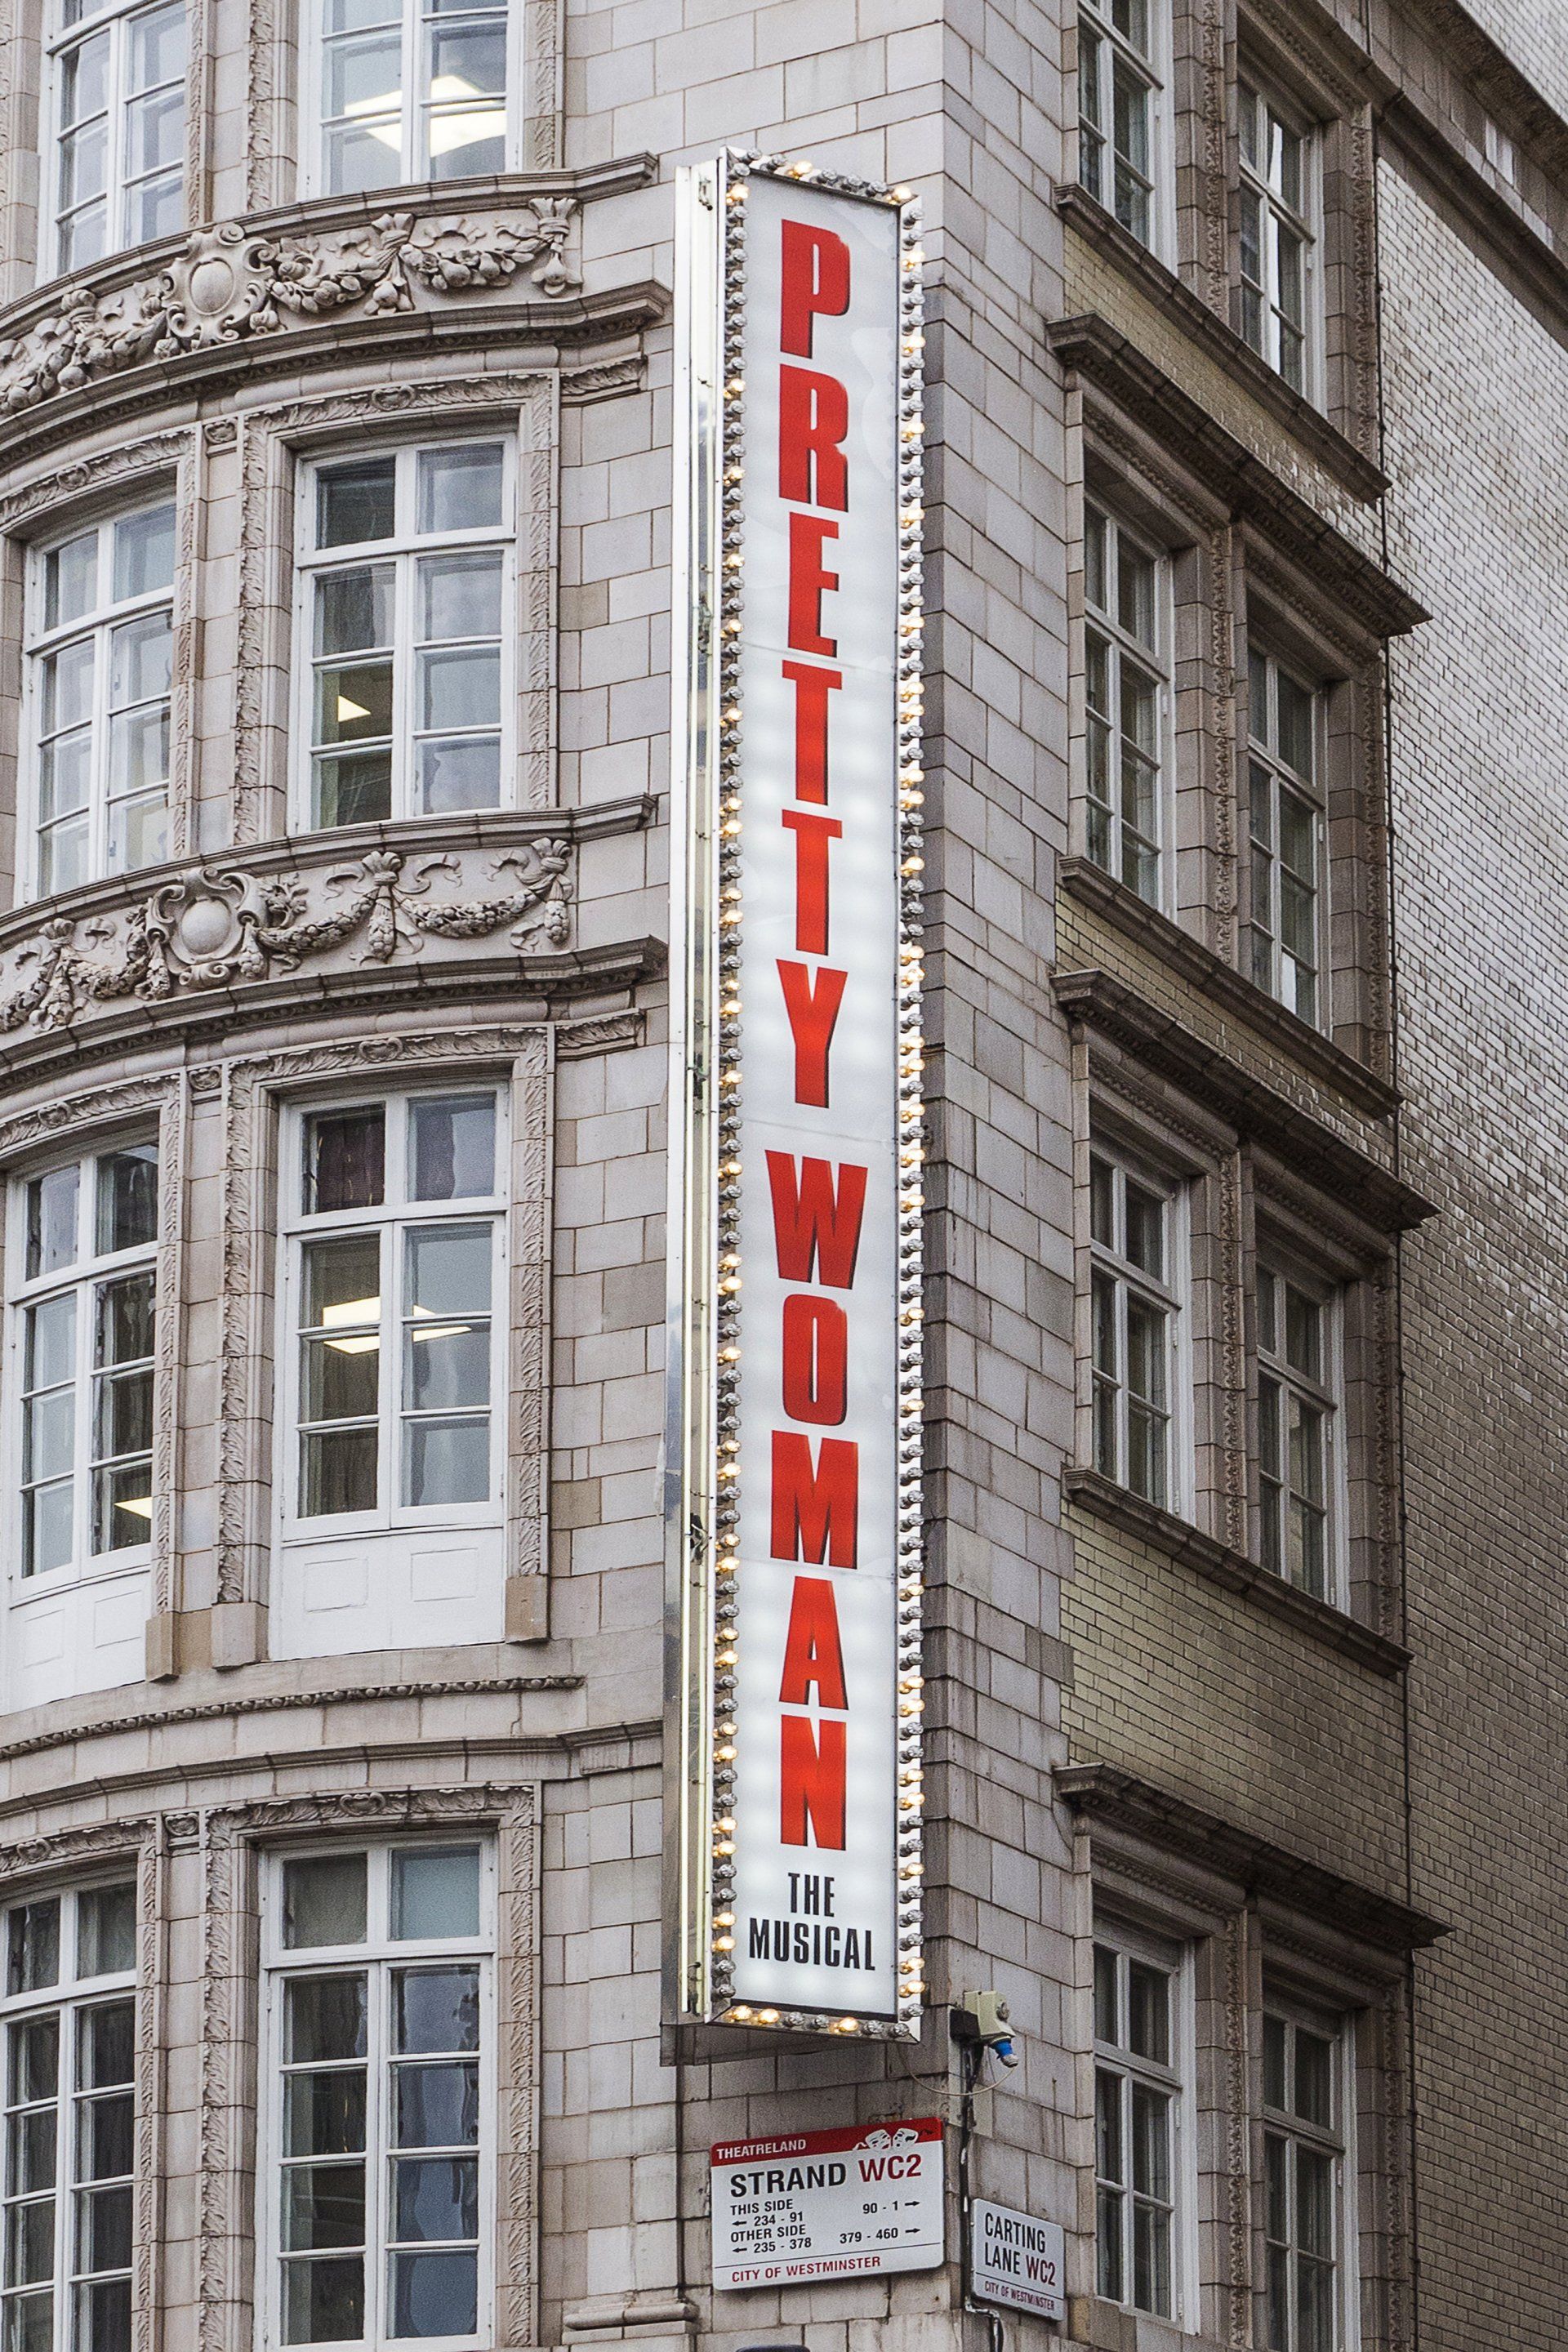 PRETTY WOMAN
THE
MUSICAL
THEATRELAND
STRAND WC2
THIS SIDE
← 234 - 91
90 - 1 →
OTHER SIDE
← 235 - 378
379 - 460 →
CITY OF WESTMINSTER
CARTING
LANE WC2
CITY OF WESTMINSTER